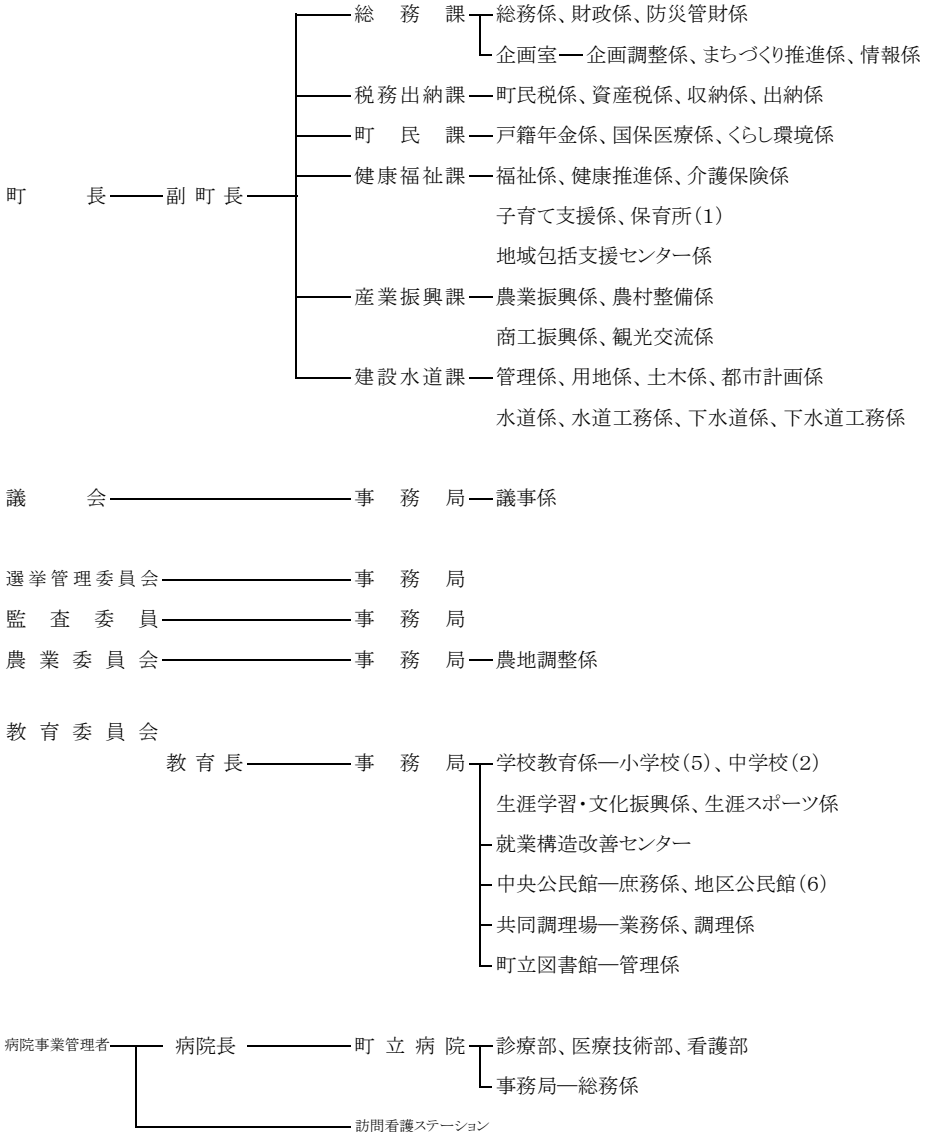 総務課 総務係、財政係、防災管財係
企画室 企画調整係、まちづくり推進係、情報係
税務出納課 町民税係、資産税係、収納係、出納係
町民課 戸籍年金係、国保医療係、くらし環境係
健康福祉課 福祉係、健康推進係、介護保険係
町長 副町長
子育て支援係、保育所(1)
地域包括支援センター係
産業振興課 農業振興係、農村整備係
商工振興係、観光交流係
建設水道課 管理係、用地係、土木係、都市計画係
水道係、水道工務係、下水道係、下水道工務係
議会 事務局 議事係
選挙管理委員会 事務局
監査委員 事務局
農業委員会 事務局 農地調整係
教育委員会
教育長 事務局 学校教育係―小学校(5)、中学校(2)
生涯学習・文化振興係、生涯スポーツ係
就業構造改善センター
中央公民館―庶務係、地区公民館(6)
共同調理場―業務係、調理係
町立図書館―管理係
病院事業管理者 病院長 町立病院 診療部、医療技術部、看護部
事務局―総務係
訪問看護ステーション